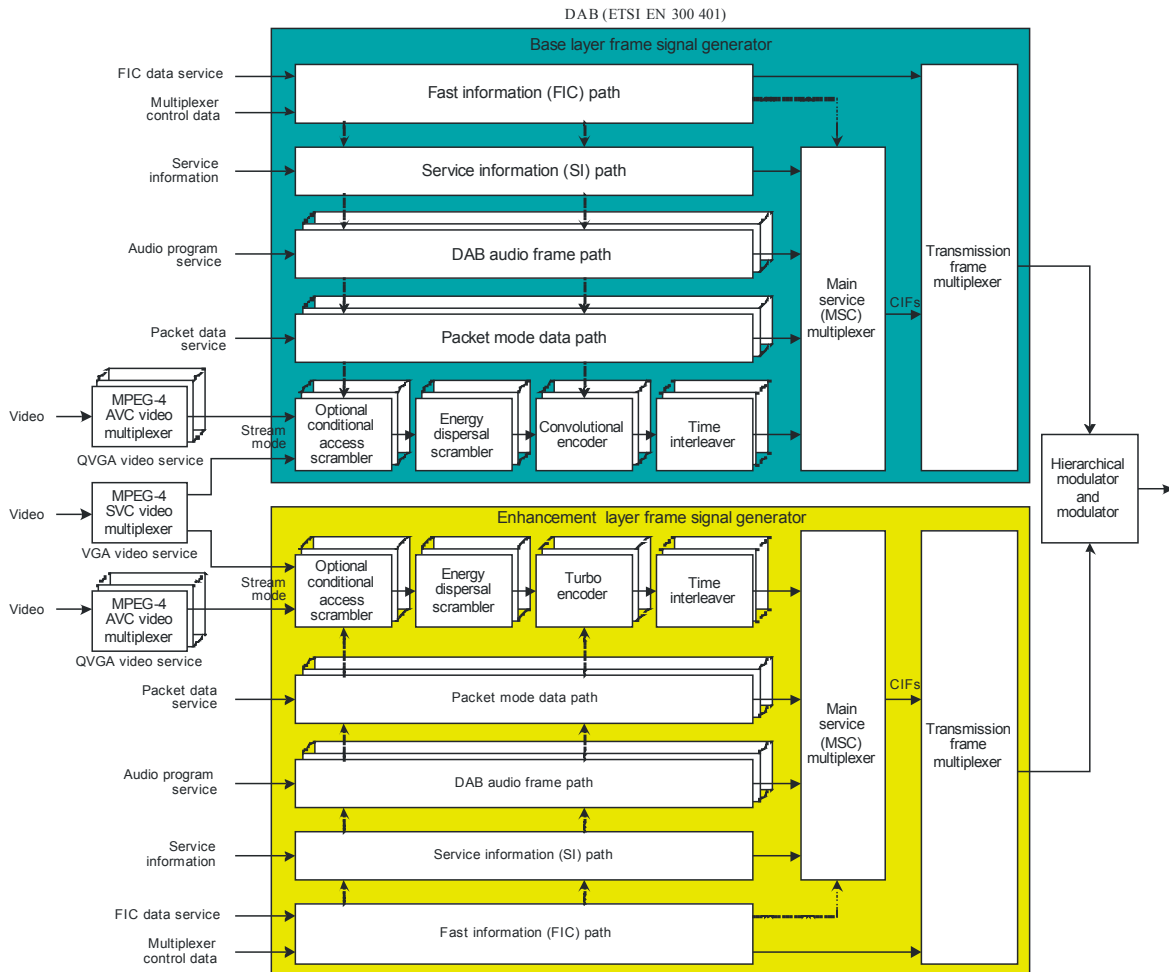 DAB (ETSI EN 300 401)
Base layer frame signal generator
FIC data service
Multiplexer
control data
Fast information (FIC) path
Service
information
Service information (SI) path
Audio program
service
DAB audio frame path
Packet data
service
Packet mode data path
Main
service
(MSC)
multiplexer
CIFs
Transmission
frame
multiplexer
Video
MPEG-4
AVC video
multiplexer
QVGA video service
Stream
mode
Optional
conditional
access
scrambler
Energy
dispersal
scrambler
Convolutional
encoder
Time
interleaver
Hierarchical
modulator
and
modulator
Video
MPEG-4
SVC video
multiplexer
VGA video service
Enhancement layer frame signal generator
Video
MPEG-4
AVC video
multiplexer
QVGA video service
Stream
mode
Optional
conditional
access
scrambler
Energy
dispersal
scrambler
Turbo
encoder
Time
interleaver
Packet data
service
Packet mode data path
Main
service
(MSC)
multiplexer
CIFs
Transmission
frame
multiplexer
Audio program
service
DAB audio frame path
Service
information
Service information (SI) path
FIC data service
Multiplexer
control data
Fast information (FIC) path